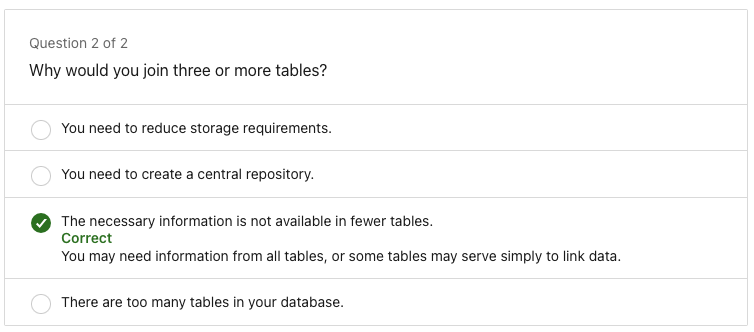 Question 2 of 2
Why would you join three or more tables?
You need to reduce storage requirements.
You need to create a central repository.
The necessary information is not available in fewer tables.
Correct
You may need information from all tables, or some tables may serve simply to link data.
There are too many tables in your database.